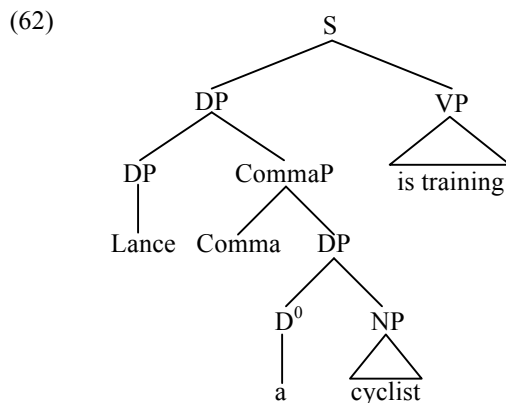 (62)
S
DP VP
DP CommaP is training
Lance Comma DP
D⁰ NP
a cyclist